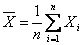 X̄ = 1/n ∑_{i=1}^{n} X_i